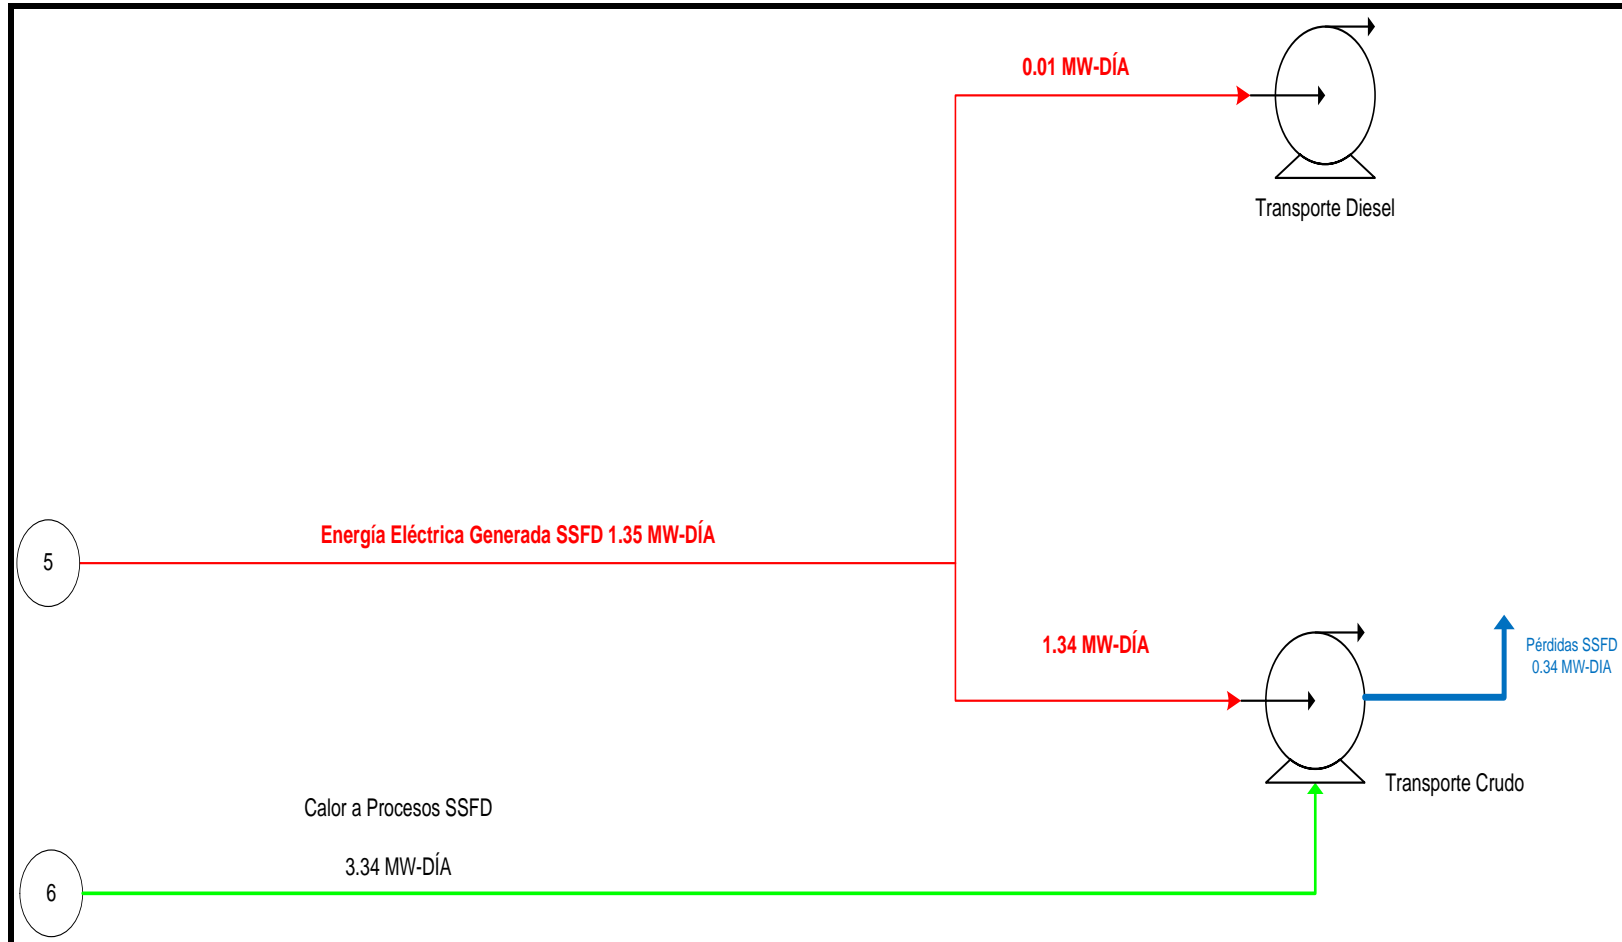 0.01 MW-DÍA
Transporte Diesel
Energía Eléctrica Generada SSFD 1.35 MW-DÍA
5
1.34 MW-DÍA
Pérdidas SSFD
0.34 MW-DIA
Transporte Crudo
Calor a Procesos SSFD
3.34 MW-DÍA
6